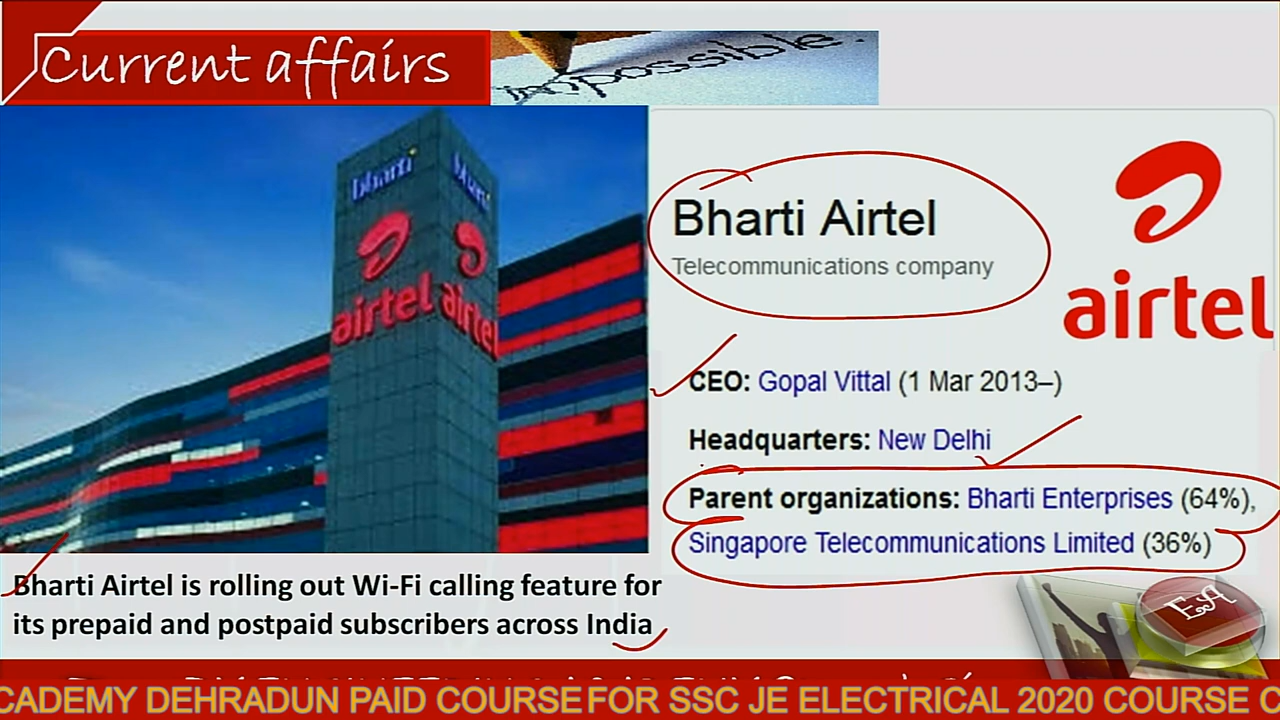 Current affairs
impossible.
bharti
bharti
airtel
airtel
Bharti Airtel
Telecommunications company
airtel
CEO: Gopal Vittal (1 Mar 2013–)
Headquarters: New Delhi
Parent organizations: Bharti Enterprises (64%),
Singapore Telecommunications Limited (36%)
Bharti Airtel is rolling out Wi-Fi calling feature for
its prepaid and postpaid subscribers across India
EA
CADEMY DEHRADUN PAID COURSE FOR SSC JE ELECTRICAL 2020 COURSE C